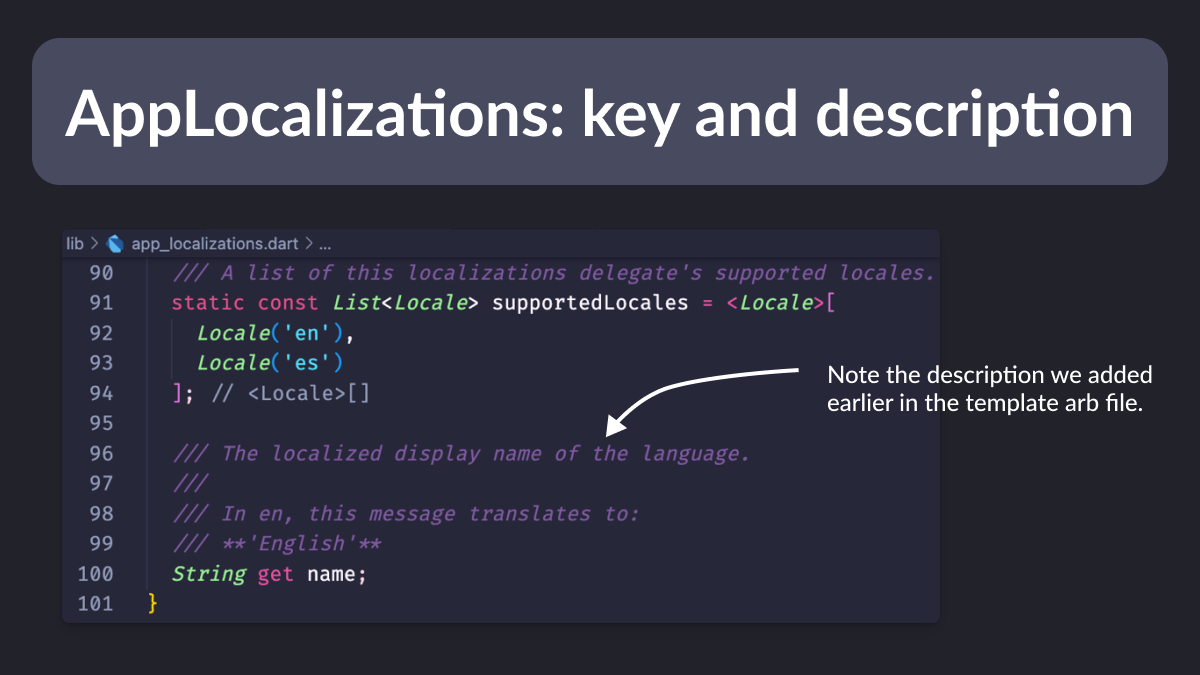 AppLocalizations: key and description
lib > app_localizations.dart > ...
90 /// A list of this localizations delegate's supported locales.
91 static const List<Locale> supportedLocales = <Locale>[
92 Locale('en'),
93 Locale('es')
94 ]; // <Locale>[]
95
96 /// The localized display name of the language.
97 ///
98 /// In en, this message translates to:
99 /// **'English'**
100 String get name;
101 }
Note the description we added
earlier in the template arb file.